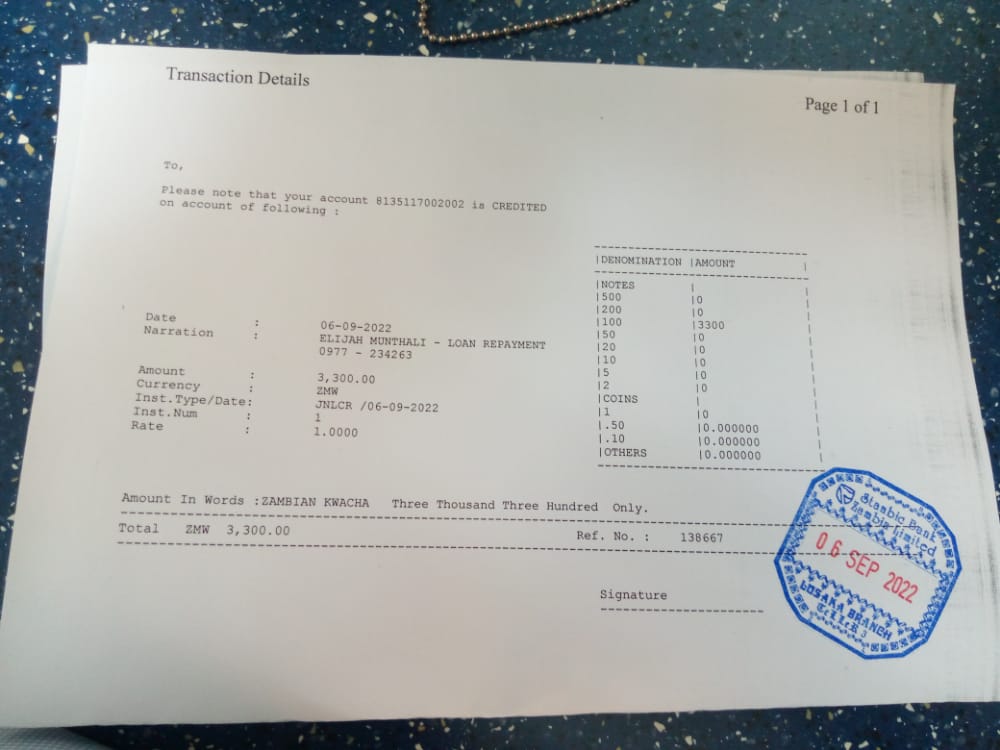 Transaction Details
Page 1 of 1
To,
Please note that your account 8135117002002 is CREDITED
on account of following :
|DENOMINATION |AMOUNT |
|NOTES |
|500 |0
|200 |0
|100 |3300
|50 |0
|20 |0
|10 |0
|5 |0
|2 |0
|COINS |
|1 |0
|.50 |0.000000
|.10 |0.000000
|OTHERS |0.000000
Date : 06-09-2022
Narration : ELIJAH MUNTHALI - LOAN REPAYMENT
0977 - 234263
Amount : 3,300.00
Currency : ZMW
Inst.Type/Date: JNLCR /06-09-2022
Inst.Num : 1
Rate : 1.0000
Amount In Words :ZAMBIAN KWACHA Three Thousand Three Hundred Only.
Total ZMW 3,300.00 Ref. No. : 138667
Signature
Stanbic Bank
Zambia Limited
06 SEP 2022
LUSAKA BRANCH
TELLER 3